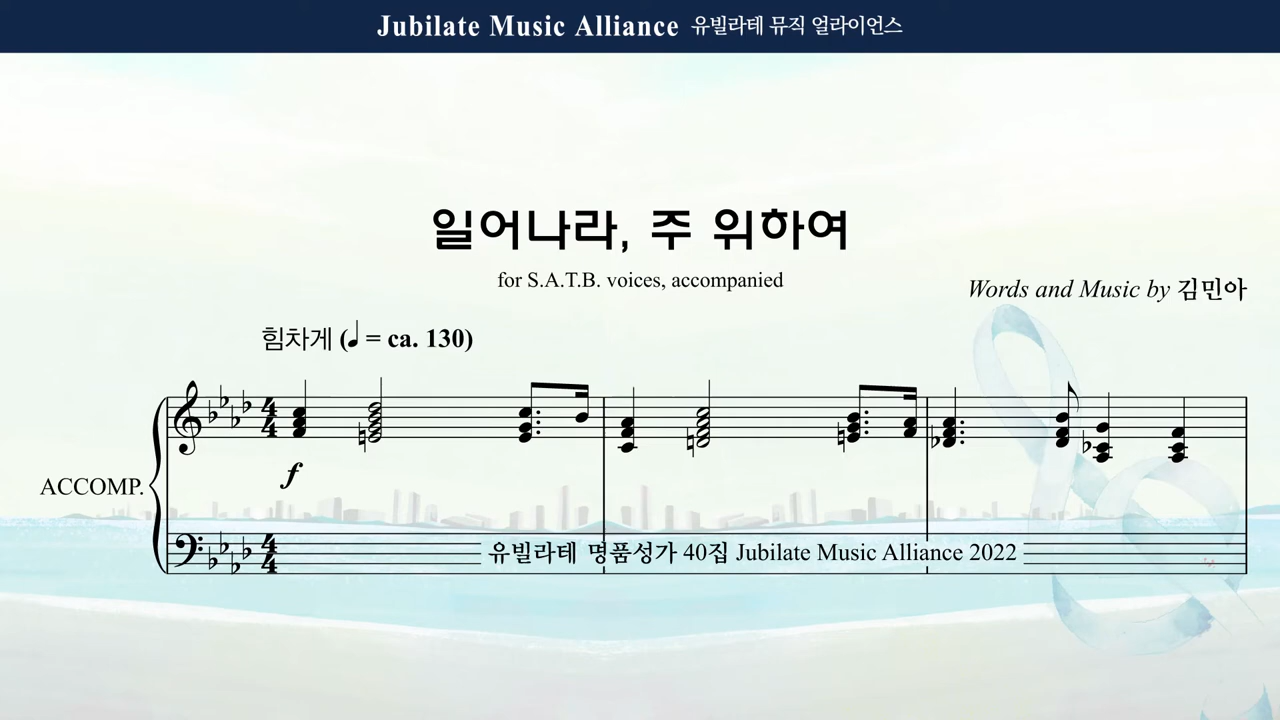 Jubilate Music Alliance 유빌라테 뮤직 얼라이언스
일어나라, 주 위하여
for S.A.T.B. voices, accompanied
Words and Music by 김민아
힘차게 (♩ = ca. 130)
4/4
f
ACCOMP.
4/4
유빌라테 명품성가 40집 Jubilate Music Alliance 2022